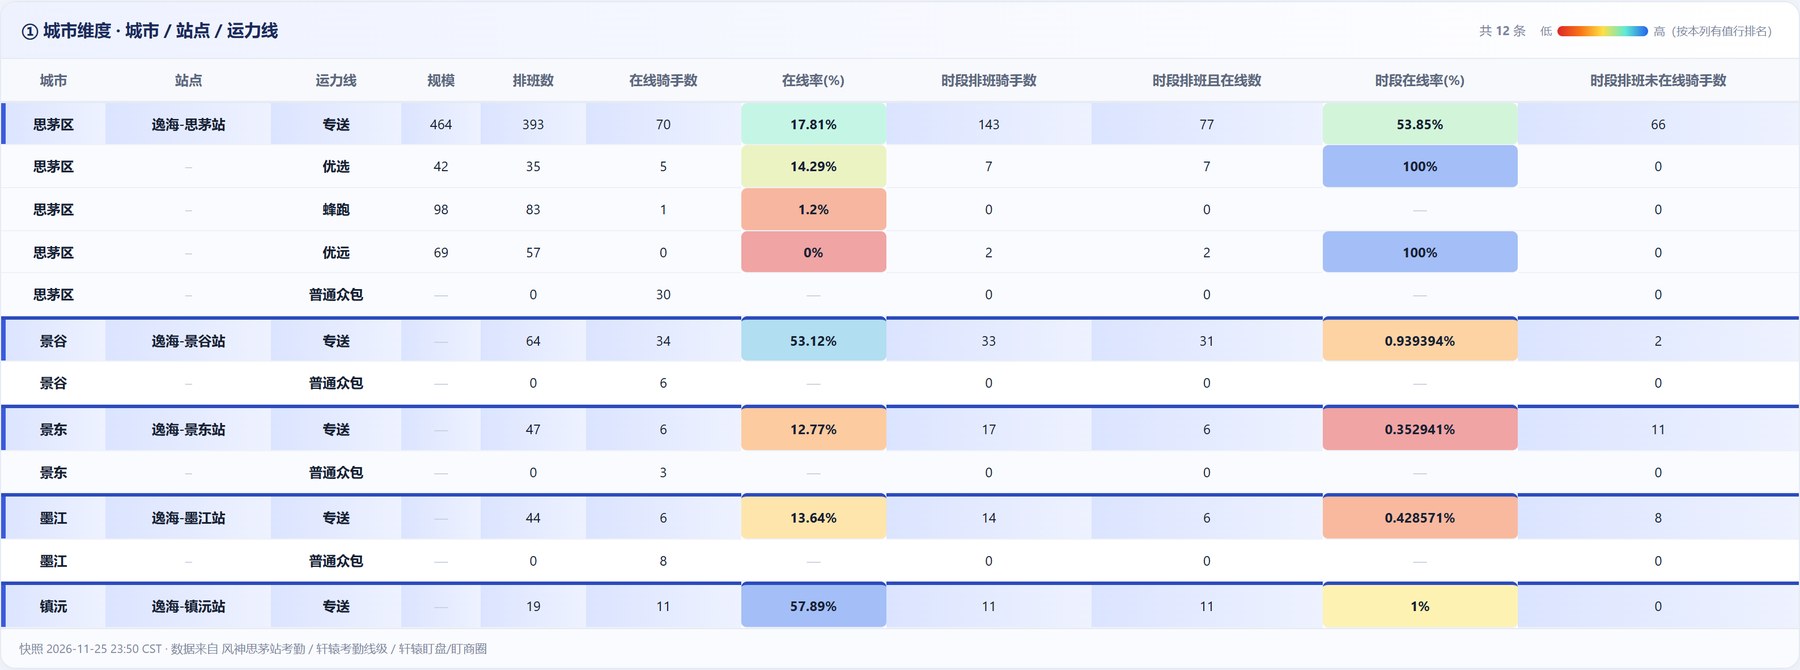 ① 城市维度 · 城市 / 站点 / 运力线 共 12 条 低 高 (按本列有值行排名)
城市 站点 运力线 规模 排班数 在线骑手数 在线率(%) 时段排班骑手数 时段排班且在线数 时段在线率(%) 时段排班未在线骑手数
思茅区 逸海-思茅站 专送 464 393 70 17.81% 143 77 53.85% 66
思茅区 – 优选 42 35 5 14.29% 7 7 100% 0
思茅区 – 蜂跑 98 83 1 1.2% 0 0 — 0
思茅区 – 优远 69 57 0 0% 2 2 100% 0
思茅区 – 普通众包 — 0 30 — 0 0 — 0
景谷 逸海-景谷站 专送 — 64 34 53.12% 33 31 0.939394% 2
景谷 – 普通众包 — 0 6 — 0 0 — 0
景东 逸海-景东站 专送 — 47 6 12.77% 17 6 0.352941% 11
景东 – 普通众包 — 0 3 — 0 0 — 0
墨江 逸海-墨江站 专送 — 44 6 13.64% 14 6 0.428571% 8
墨江 – 普通众包 — 0 8 — 0 0 — 0
镇沅 逸海-镇沅站 专送 — 19 11 57.89% 11 11 1% 0
快照 2026-11-25 23:50 CST · 数据来自 风神思茅站考勤 / 轩辕考勤线级 / 轩辕盯盘/盯商圈